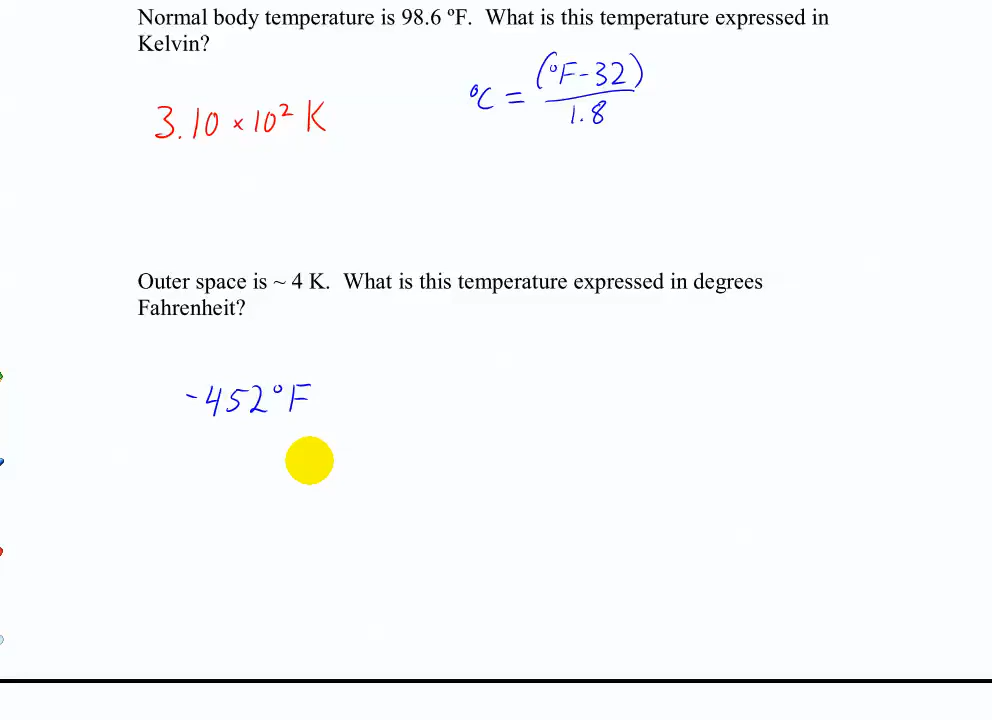 Normal body temperature is 98.6 ºF.  What is this temperature expressed in
Kelvin?
ºC = (ºF - 32) / 1.8
3.10 × 10² K
Outer space is ~ 4 K.  What is this temperature expressed in degrees
Fahrenheit?
-452ºF